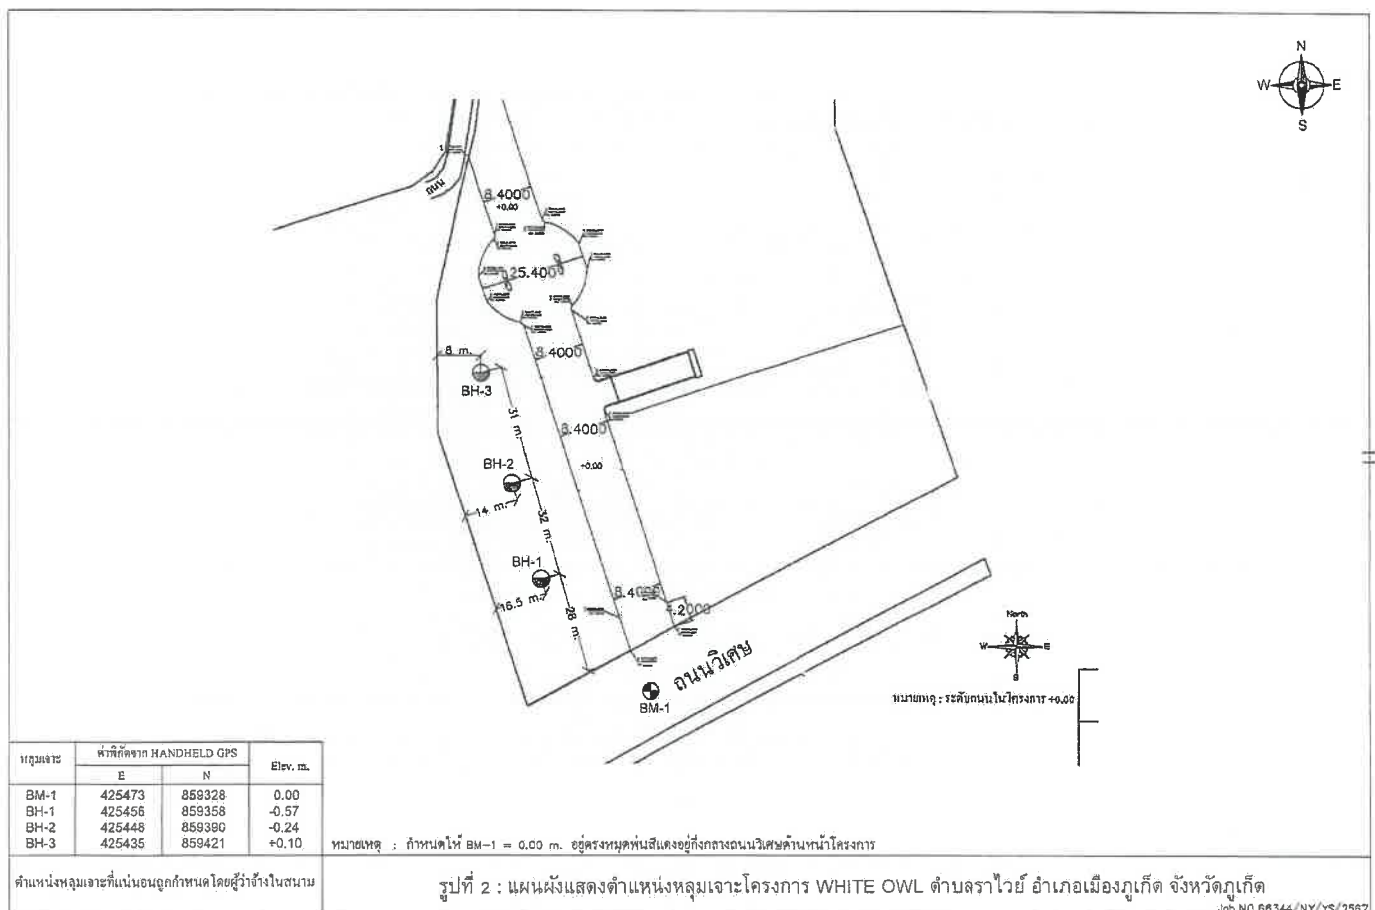 N
W E
S
1
ถนน
8.4000
+0.00
25.400
8 m.
8.4000
BH-3
31 m.
8.4000
+0.00
BH-2
14 m.
32 m.
BH-1
16.5 m.
28 m.
8.4000
4.2000
ถนนวิเศษ
BM-1
North
W E
S
หมายเหตุ : ระดับถนนในโครงการ +0.00
หลุมเจาะ ค่าพิกัดจาก HANDHELD GPS Elev. m.
E N
BM-1 425473 859328 0.00
BH-1 425456 859358 -0.57
BH-2 425448 859390 -0.24
BH-3 425435 859421 +0.10
หมายเหตุ : กำหนดให้ BM-1 = 0.00 m. อยู่ตรงหมุดพ่นสีแดงอยู่กึ่งกลางถนนวิเศษด้านหน้าโครงการ
ตำแหน่งหลุมเจาะที่แน่นอนถูกกำหนดโดยผู้ว่าจ้างในสนาม
รูปที่ 2 : แผนผังแสดงตำแหน่งหลุมเจาะโครงการ WHITE OWL ตำบลราไวย์ อำเภอเมืองภูเก็ต จังหวัดภูเก็ต
Job NO.66344/NY/YS/2567